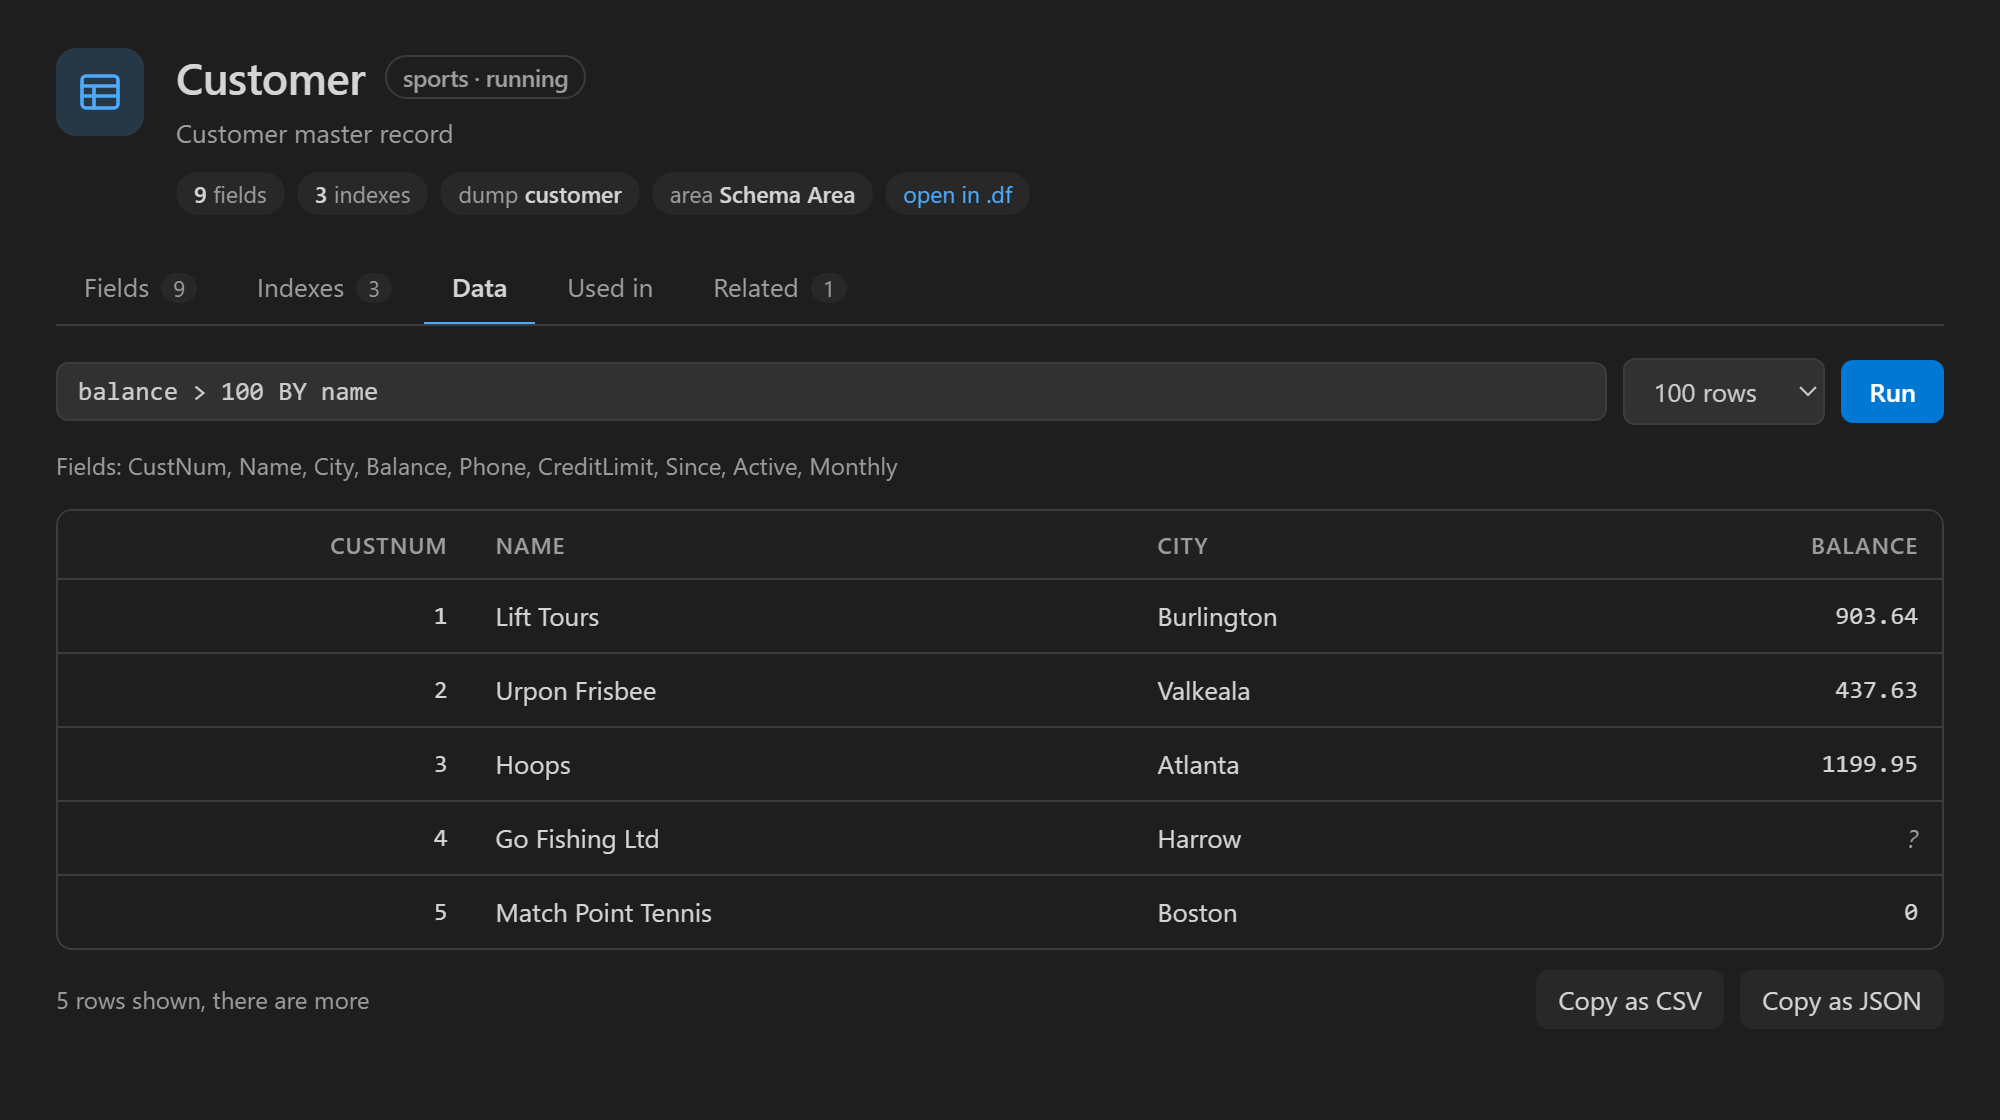 Customer sports · running
Customer master record
9 fields 3 indexes dump customer area Schema Area open in .df
Fields 9 Indexes 3 Data Used in Related 1
balance > 100 BY name 100 rows Run
Fields: CustNum, Name, City, Balance, Phone, CreditLimit, Since, Active, Monthly
CUSTNUM NAME CITY BALANCE
1 Lift Tours Burlington 903.64
2 Urpon Frisbee Valkeala 437.63
3 Hoops Atlanta 1199.95
4 Go Fishing Ltd Harrow ?
5 Match Point Tennis Boston 0
5 rows shown, there are more Copy as CSV Copy as JSON